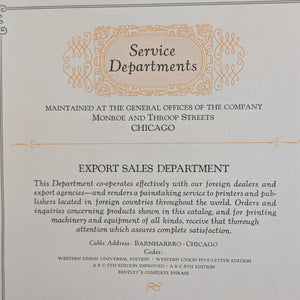 Service
Departments
MAINTAINED AT THE GENERAL OFFICES OF THE COMPANY
MONROE AND THROOP STREETS
CHICAGO
EXPORT SALES DEPARTMENT
This Department co-operates effectively with our foreign dealers and
export agencies—and renders a painstaking service to printers and pub-
lishers located in foreign countries throughout the world. Orders and
inquiries concerning products shown in this catalog, and for printing
machinery and equipment of all kinds, receive that thorough
attention which assures complete satisfaction.
Cable Address: BARNHARBRO · CHICAGO
Codes:
WESTERN UNION UNIVERSAL EDITION · WESTERN UNION FIVE-LETTER EDITION
A B C 5TH EDITION IMPROVED · A B C 6TH EDITION
BENTLEY'S COMPLETE PHRASE